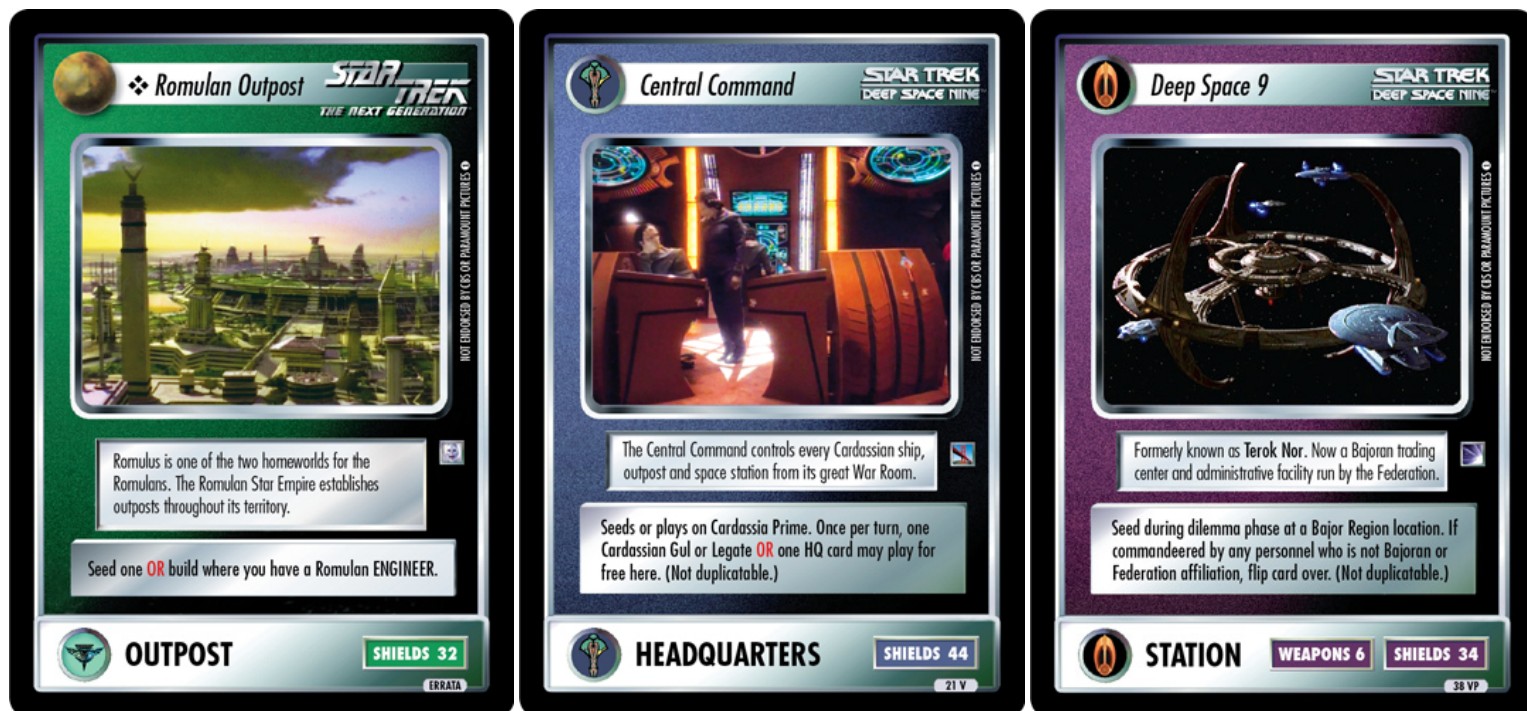 ❖ Romulan Outpost
STAR TREK
THE NEXT GENERATION
NOT ENDORSED BY CBS OR PARAMOUNT PICTURES
Romulus is one of the two homeworlds for the
Romulans. The Romulan Star Empire establishes
outposts throughout its territory.
Seed one OR build where you have a Romulan ENGINEER.
OUTPOST
SHIELDS 32
ERRATA
Central Command
STAR TREK
DEEP SPACE NINE
NOT ENDORSED BY CBS OR PARAMOUNT PICTURES
The Central Command controls every Cardassian ship,
outpost and space station from its great War Room.
Seeds or plays on Cardassia Prime. Once per turn, one
Cardassian Gul or Legate OR one HQ card may play for
free here. (Not duplicatable.)
HEADQUARTERS
SHIELDS 44
21 V
Deep Space 9
STAR TREK
DEEP SPACE NINE
NOT ENDORSED BY CBS OR PARAMOUNT PICTURES
Formerly known as Terok Nor. Now a Bajoran trading
center and administrative facility run by the Federation.
Seed during dilemma phase at a Bajor Region location. If
commandeered by any personnel who is not Bajoran or
Federation affiliation, flip card over. (Not duplicatable.)
STATION
WEAPONS 6
SHIELDS 34
38 VP